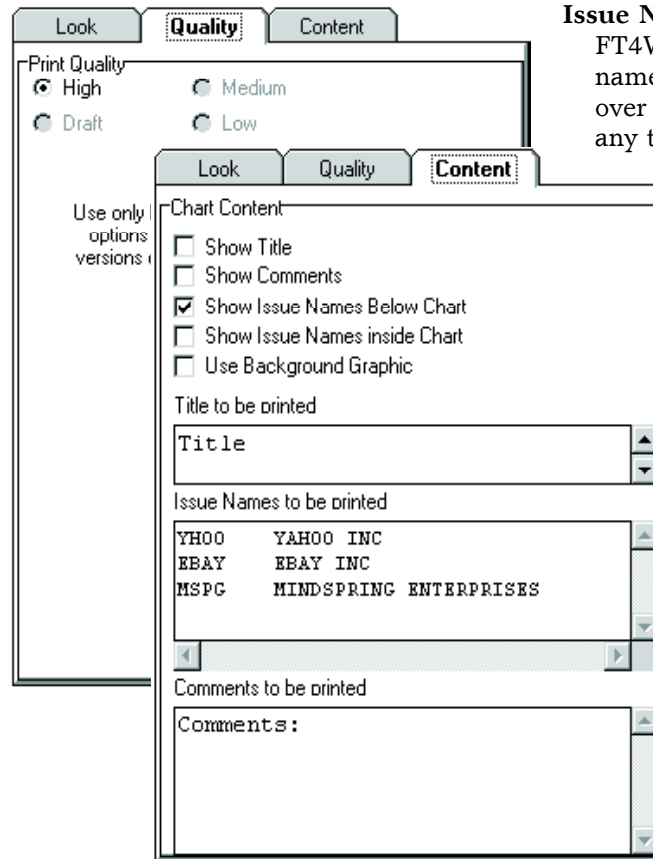 Look Quality Content
Print Quality
High Medium
Draft Low
Use only
options
versions
Issue
name
over
any
Look Quality Content
Chart Content
Show Title
Show Comments
Show Issue Names Below Chart
Show Issue Names inside Chart
Use Background Graphic
Title to be printed
Title
Issue Names to be printed
YHOO YAHOO INC
EBAY EBAY INC
MSPG MINDSPRING ENTERPRISES
Comments to be printed
Comments: